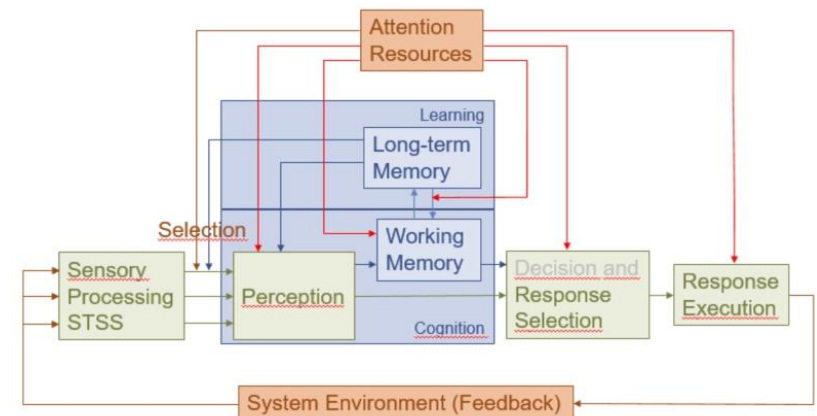 Attention
Resources
Learning
Long-term
Memory
Selection
Working
Memory
Sensory
Processing
STSS
Perception
Decision and
Response
Selection
Response
Execution
Cognition
System Environment (Feedback)